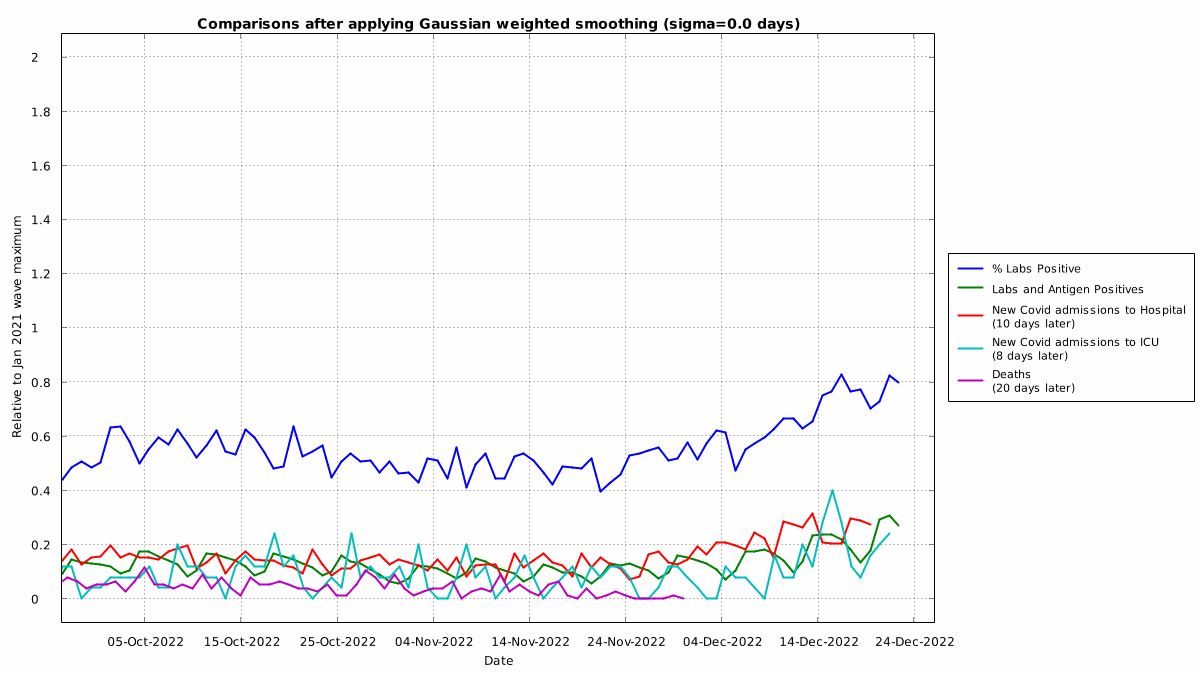 Comparisons after applying Gaussian weighted smoothing (sigma=0.0 days)
Relative to Jan 2021 wave maximum
2
1.8
1.6
1.4
1.2
1
0.8
0.6
0.4
0.2
0
05-Oct-2022 15-Oct-2022 25-Oct-2022 04-Nov-2022 14-Nov-2022 24-Nov-2022 04-Dec-2022 14-Dec-2022 24-Dec-2022
Date
% Labs Positive
Labs and Antigen Positives
New Covid admissions to Hospital
(10 days later)
New Covid admissions to ICU
(8 days later)
Deaths
(20 days later)